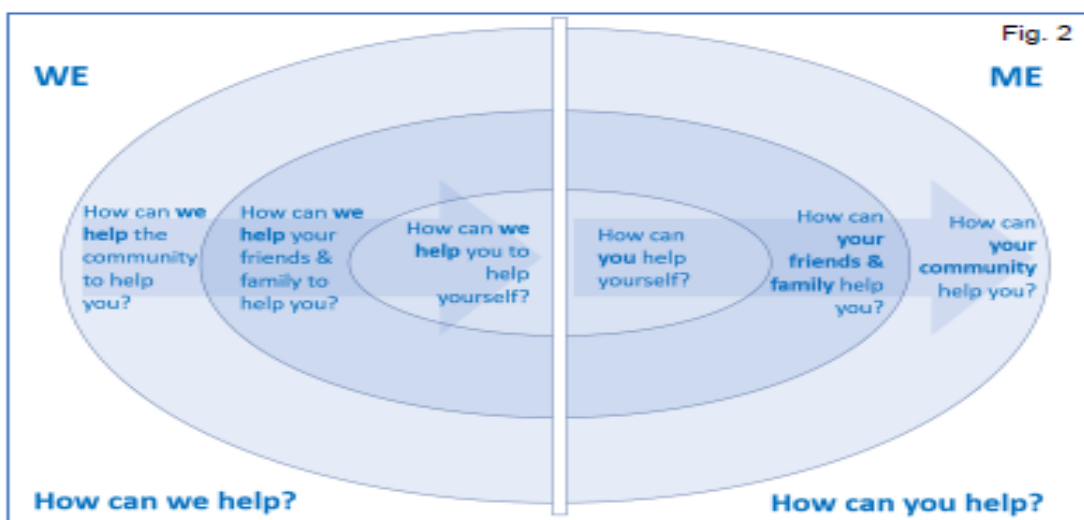 Fig. 2
WE
ME
How can we
help the
community
to help
you?
How can we
help your
friends &
family to
help you?
How can we
help you to
help
yourself?
How can
you help
yourself?
How can
your
friends &
family help
you?
How can
your
community
help you?
How can we help?
How can you help?